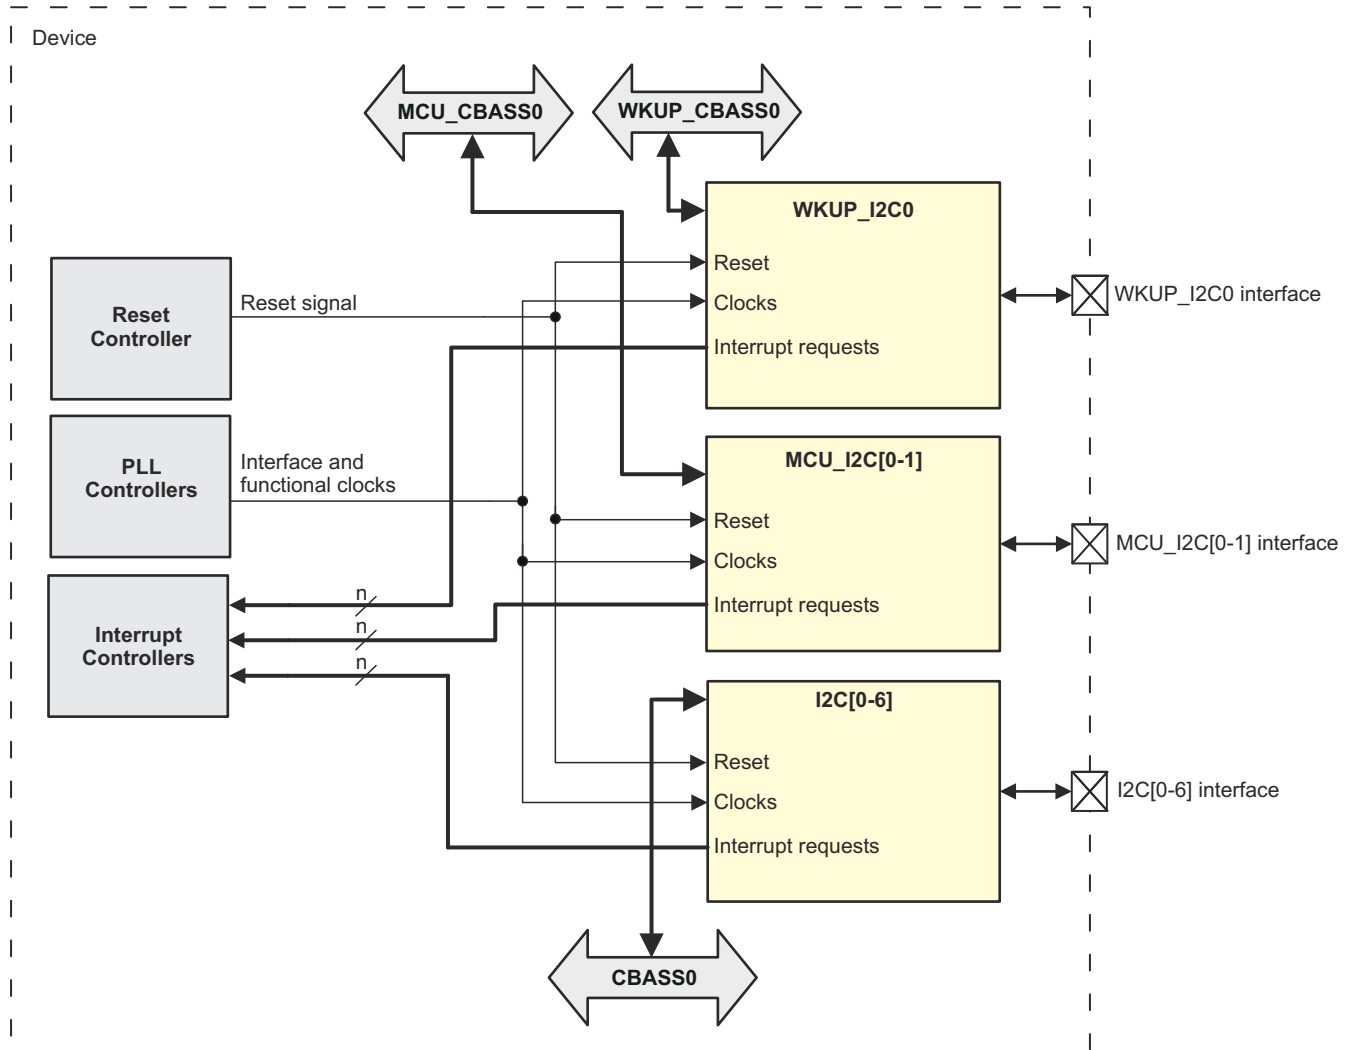 Device
MCU_CBASS0
WKUP_CBASS0
WKUP_I2C0
Reset
Clocks
Interrupt requests
WKUP_I2C0 interface
Reset
Controller
Reset signal
PLL
Controllers
Interface and
functional clocks
MCU_I2C[0-1]
Reset
Clocks
Interrupt requests
MCU_I2C[0-1] interface
Interrupt
Controllers
n
n
n
I2C[0-6]
Reset
Clocks
Interrupt requests
I2C[0-6] interface
CBASS0